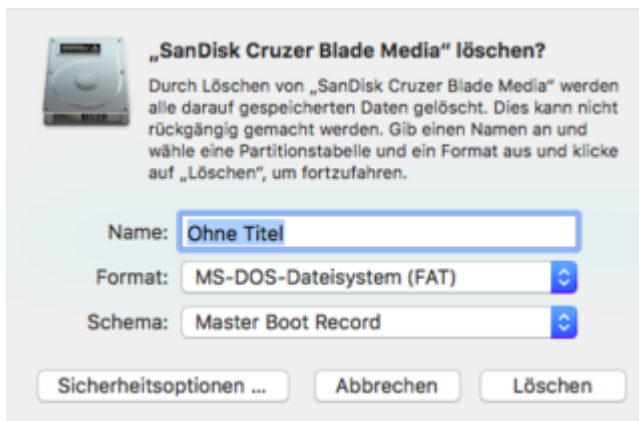 „SanDisk Cruzer Blade Media“ löschen?
Durch Löschen von „SanDisk Cruzer Blade Media“ werden
alle darauf gespeicherten Daten gelöscht. Dies kann nicht
rückgängig gemacht werden. Gib einen Namen an und
wähle eine Partitionstabelle und ein Format aus und klicke
auf „Löschen“, um fortzufahren.
Name: Ohne Titel
Format: MS-DOS-Dateisystem (FAT)
Schema: Master Boot Record
Sicherheitsoptionen ... Abbrechen Löschen